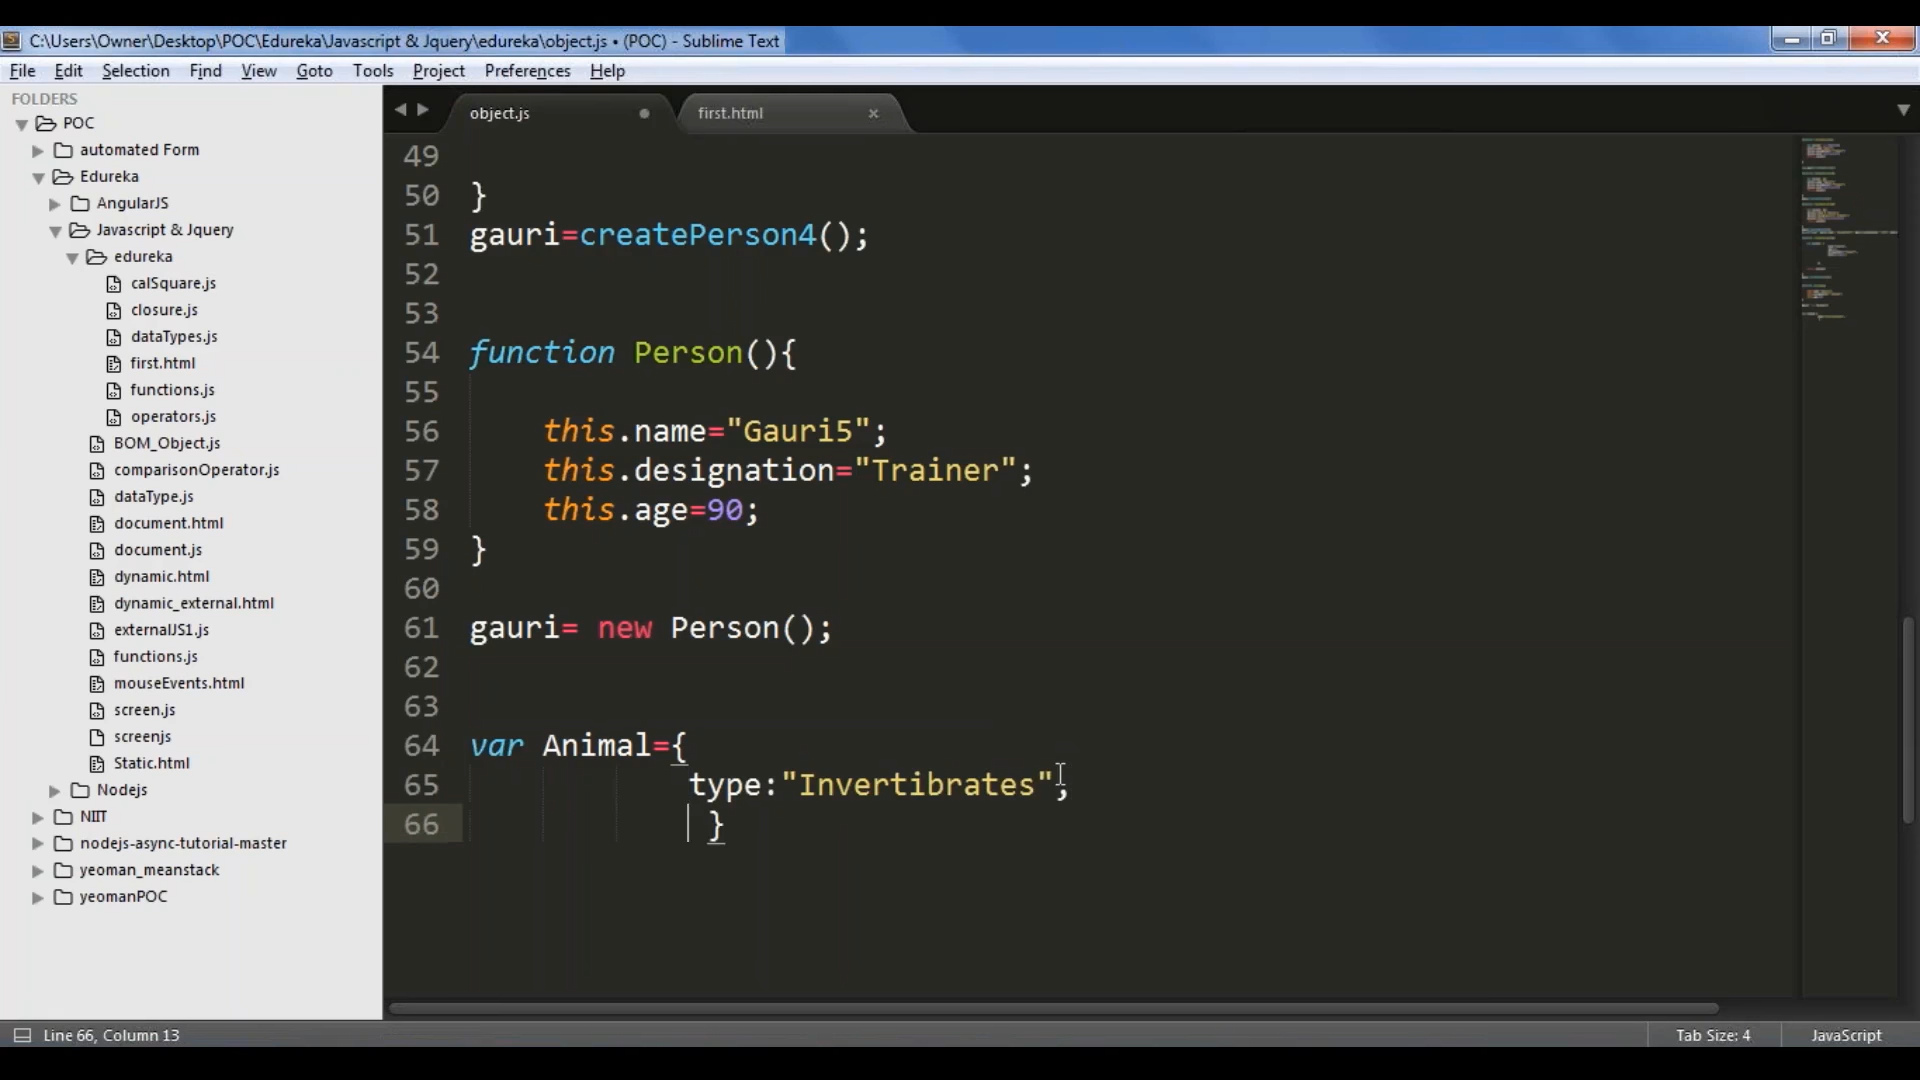 C:\Users\Owner\Desktop\POC\Edureka\Javascript & Jquery\edureka\object.js • (POC) - Sublime Text
File Edit Selection Find View Goto Tools Project Preferences Help
FOLDERS
POC
automated Form
Edureka
AngularJS
Javascript & Jquery
edureka
calSquare.js
closure.js
dataTypes.js
first.html
functions.js
operators.js
BOM_Object.js
comparisonOperator.js
dataType.js
document.html
document.js
dynamic.html
dynamic_external.html
externalJS1.js
functions.js
mouseEvents.html
screen.js
screenjs
Static.html
Nodejs
NIIT
nodejs-async-tutorial-master
yeoman_meanstack
yeomanPOC
object.js first.html
49
50 }
51 gauri=createPerson4();
52
53
54 function Person(){
55
56 this.name="Gauri5";
57 this.designation="Trainer";
58 this.age=90;
59 }
60
61 gauri= new Person();
62
63
64 var Animal={
65 type:"Invertibrates";
66 }
Line 66, Column 13 Tab Size: 4 JavaScript